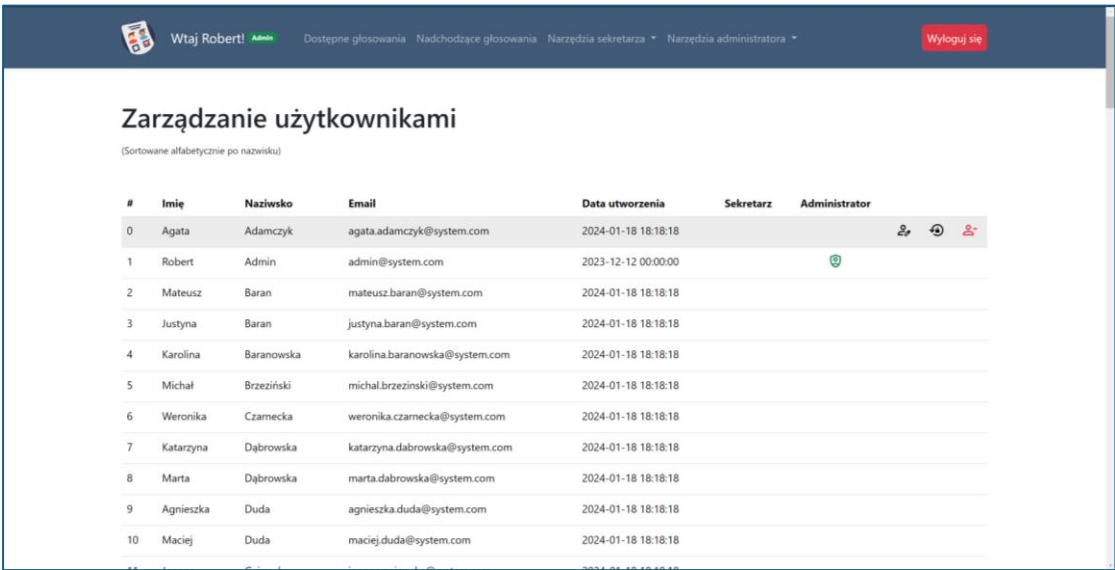 Wtaj Robert! Admin Dostępne głosowania Nadchodzące głosowania Narzędzia sekretarza Narzędzia administratora Wyloguj się
Zarządzanie użytkownikami
(Sortowane alfabetycznie po nazwisku)
# Imię Naziwsko Email Data utworzenia Sekretarz Administrator
0 Agata Adamczyk agata.adamczyk@system.com 2024-01-18 18:18:18
1 Robert Admin admin@system.com 2023-12-12 00:00:00
2 Mateusz Baran mateusz.baran@system.com 2024-01-18 18:18:18
3 Justyna Baran justyna.baran@system.com 2024-01-18 18:18:18
4 Karolina Baranowska karolina.baranowska@system.com 2024-01-18 18:18:18
5 Michał Brzeziński michal.brzezinski@system.com 2024-01-18 18:18:18
6 Weronika Czarnecka weronika.czarnecka@system.com 2024-01-18 18:18:18
7 Katarzyna Dąbrowska katarzyna.dabrowska@system.com 2024-01-18 18:18:18
8 Marta Dąbrowska marta.dabrowska@system.com 2024-01-18 18:18:18
9 Agnieszka Duda agnieszka.duda@system.com 2024-01-18 18:18:18
10 Maciej Duda maciej.duda@system.com 2024-01-18 18:18:18